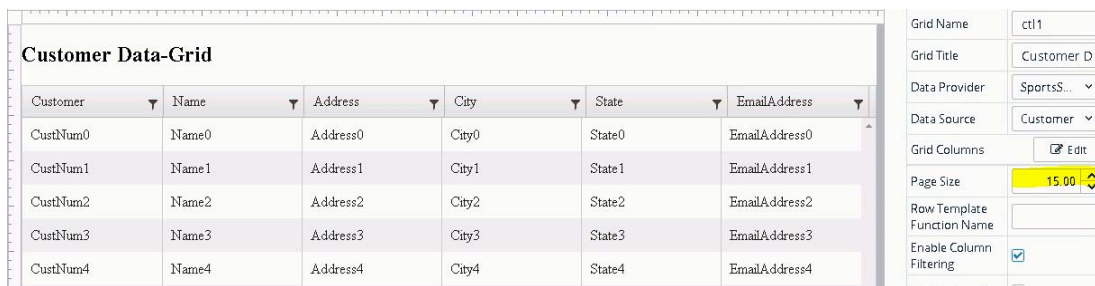 Customer Data-Grid
Customer Name Address City State EmailAddress
CustNum0 Name0 Address0 City0 State0 EmailAddress0
CustNum1 Name1 Address1 City1 State1 EmailAddress1
CustNum2 Name2 Address2 City2 State2 EmailAddress2
CustNum3 Name3 Address3 City3 State3 EmailAddress3
CustNum4 Name4 Address4 City4 State4 EmailAddress4
Grid Name ctl1
Grid Title Customer D
Data Provider SportsS...
Data Source Customer
Grid Columns Edit
Page Size 15.00
Row Template
Function Name
Enable Column
Filtering